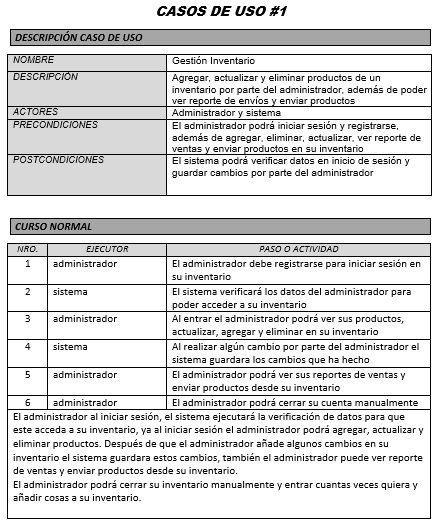 CASOS DE USO #1
DESCRIPCIÓN CASO DE USO
NOMBRE
Gestión Inventario
DESCRIPCIÓN
Agregar, actualizar y eliminar productos de un
inventario por parte del administrador, además de poder
ver reporte de envíos y enviar productos
ACTORES
Administrador y sistema
PRECONDICIONES
El administrador podrá iniciar sesión y registrarse,
además de agregar, eliminar, actualizar, ver reporte de
ventas y enviar productos en su inventario
POSTCONDICIONES
El sistema podrá verificar datos en inicio de sesión y
guardar cambios por parte del administrador
CURSO NORMAL
NRO. EJECUTOR PASO O ACTIVIDAD
1 administrador El administrador debe registrarse para iniciar sesión en
su inventario
2 sistema El sistema verificará los datos del administrador para
poder acceder a su inventario
3 administrador Al entrar el administrador podrá ver sus productos,
actualizar, agregar y eliminar en su inventario
4 sistema Al realizar algún cambio por parte del administrador el
sistema guardara los cambios que ha hecho
5 administrador El administrador podrá ver sus reportes de ventas y
enviar productos desde su inventario
6 administrador El administrador podrá cerrar su cuenta manualmente
El administrador al iniciar sesión, el sistema ejecutará la verificación de datos para que
este acceda a su inventario, ya al iniciar sesión el administrador podrá agregar, actualizar y
eliminar productos. Después de que el administrador añade algunos cambios en su
inventario el sistema guardara estos cambios, también el administrador puede ver reporte
de ventas y enviar productos desde su inventario.
El administrador podrá cerrar su inventario manualmente y entrar cuantas veces quiera y
añadir cosas a su inventario.